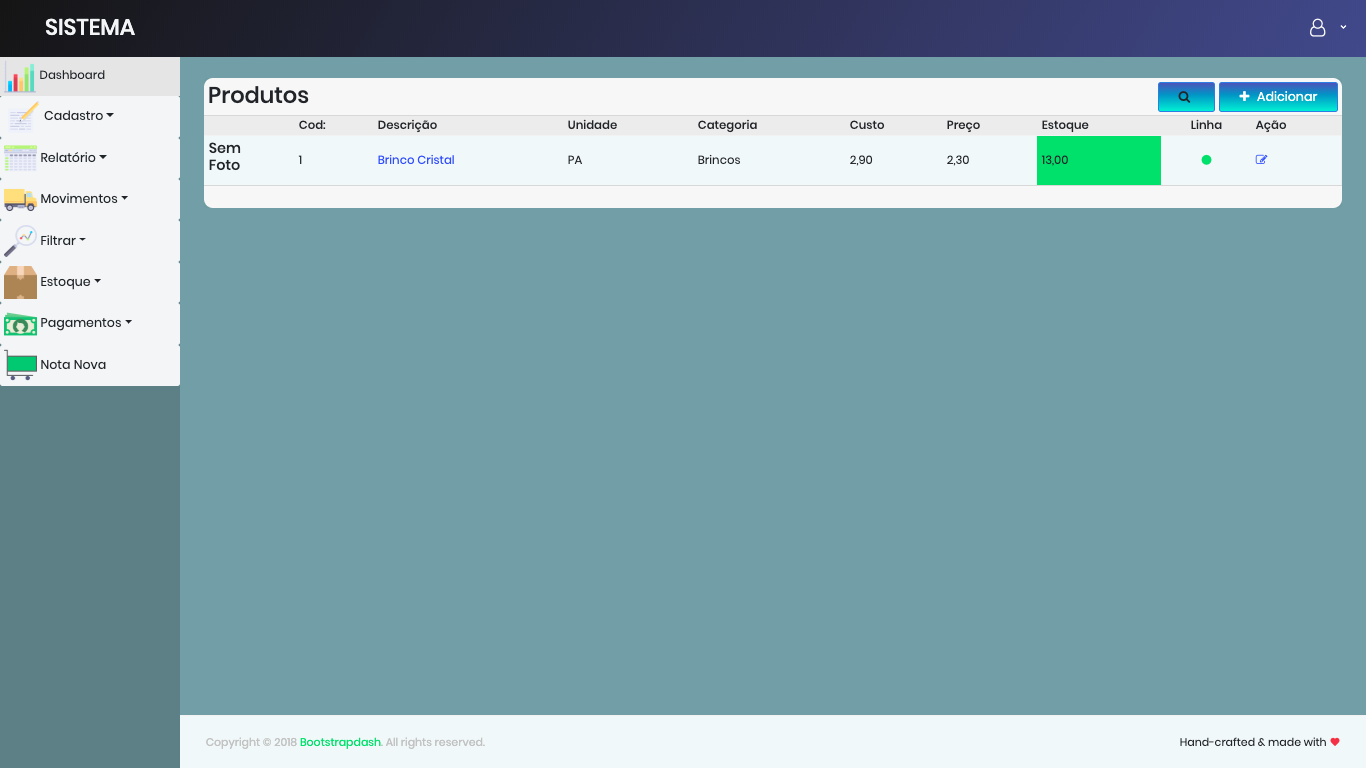 SISTEMA
Dashboard
Cadastro
Relatório
Movimentos
Filtrar
Estoque
Pagamentos
Nota Nova
Produtos
Adicionar
Cod: Descrição Unidade Categoria Custo Preço Estoque Linha Ação
Sem
Foto
1 Brinco Cristal PA Brincos 2,90 2,30 13,00
Copyright © 2018 Bootstrapdash. All rights reserved.
Hand-crafted & made with